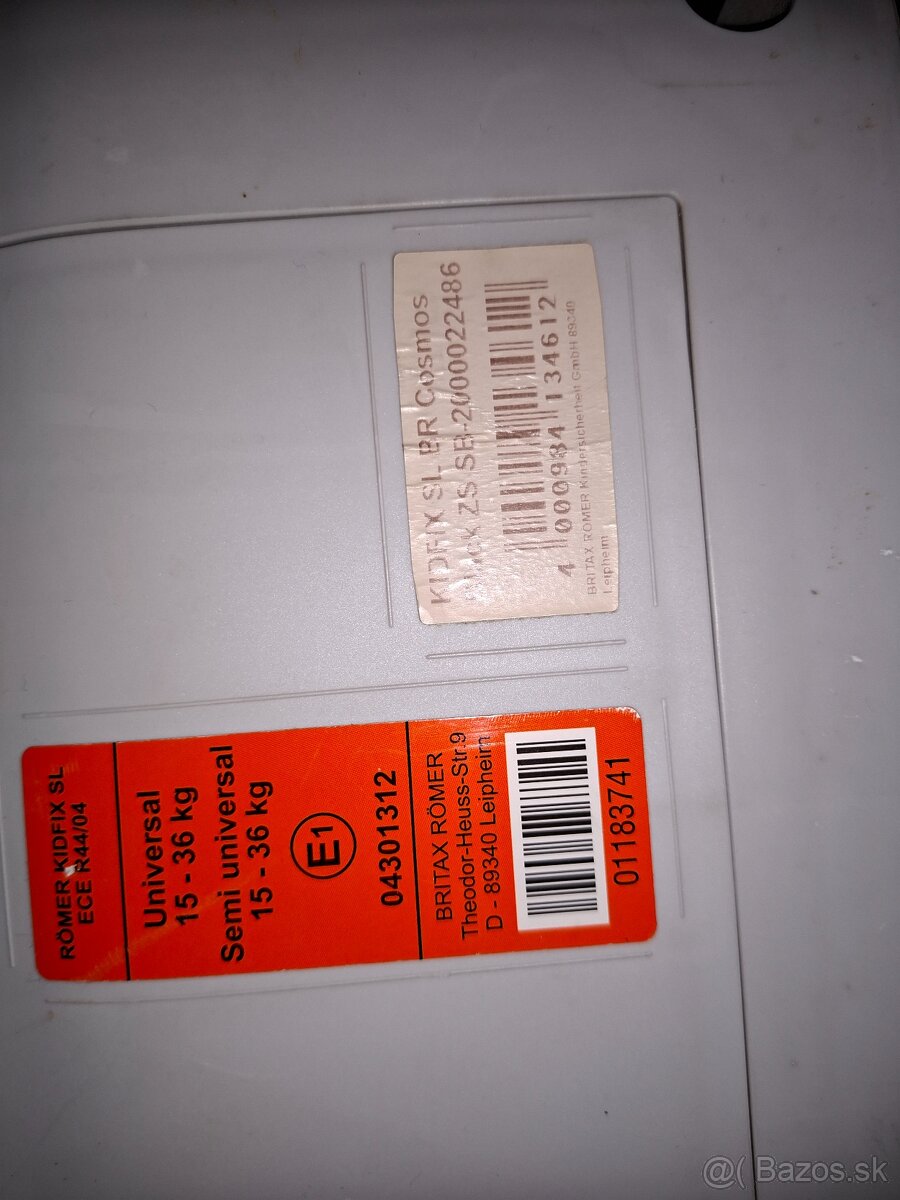 KIDFIX SL BR Cosmos
Black ZS SB-2000022486
4 000984 134612
BRITAX RÖMER Kindersicherheit GmbH 89340
Leipheim
RÖMER KIDFIX SL
ECE R44/04
Universal
15 - 36 kg
Semi universal
15 - 36 kg
E1
04301312
BRITAX RÖMER
Theodor-Heuss-Str.9
D - 89340 Leipheim
01183741
@( Bazos.sk